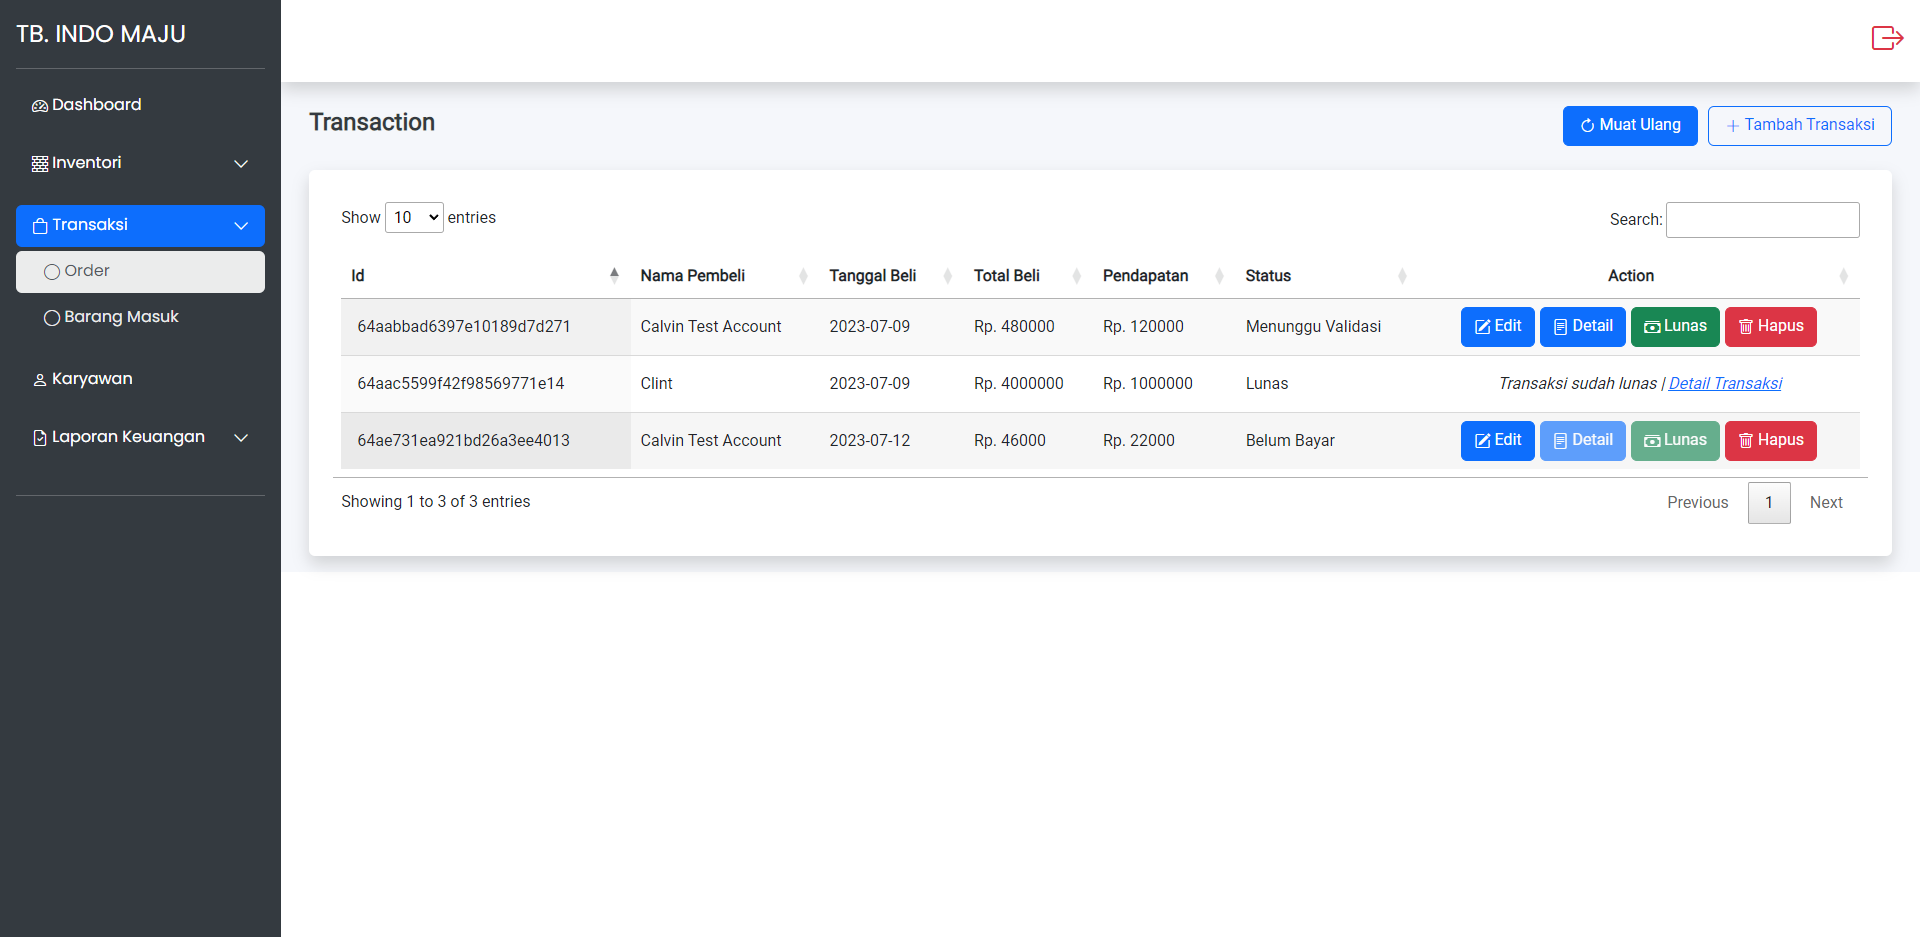 TB. INDO MAJU
Dashboard
Inventori
Transaksi
Order
Barang Masuk
Karyawan
Laporan Keuangan
Transaction
Muat Ulang
Tambah Transaksi
Show 10 entries
Search:
Id Nama Pembeli Tanggal Beli Total Beli Pendapatan Status Action
64aabbad6397e10189d7d271 Calvin Test Account 2023-07-09 Rp. 480000 Rp. 120000 Menunggu Validasi Edit Detail Lunas Hapus
64aac5599f42f98569771e14 Clint 2023-07-09 Rp. 4000000 Rp. 1000000 Lunas Transaksi sudah lunas | Detail Transaksi
64ae731ea921bd26a3ee4013 Calvin Test Account 2023-07-12 Rp. 46000 Rp. 22000 Belum Bayar Edit Detail Lunas Hapus
Showing 1 to 3 of 3 entries
Previous 1 Next